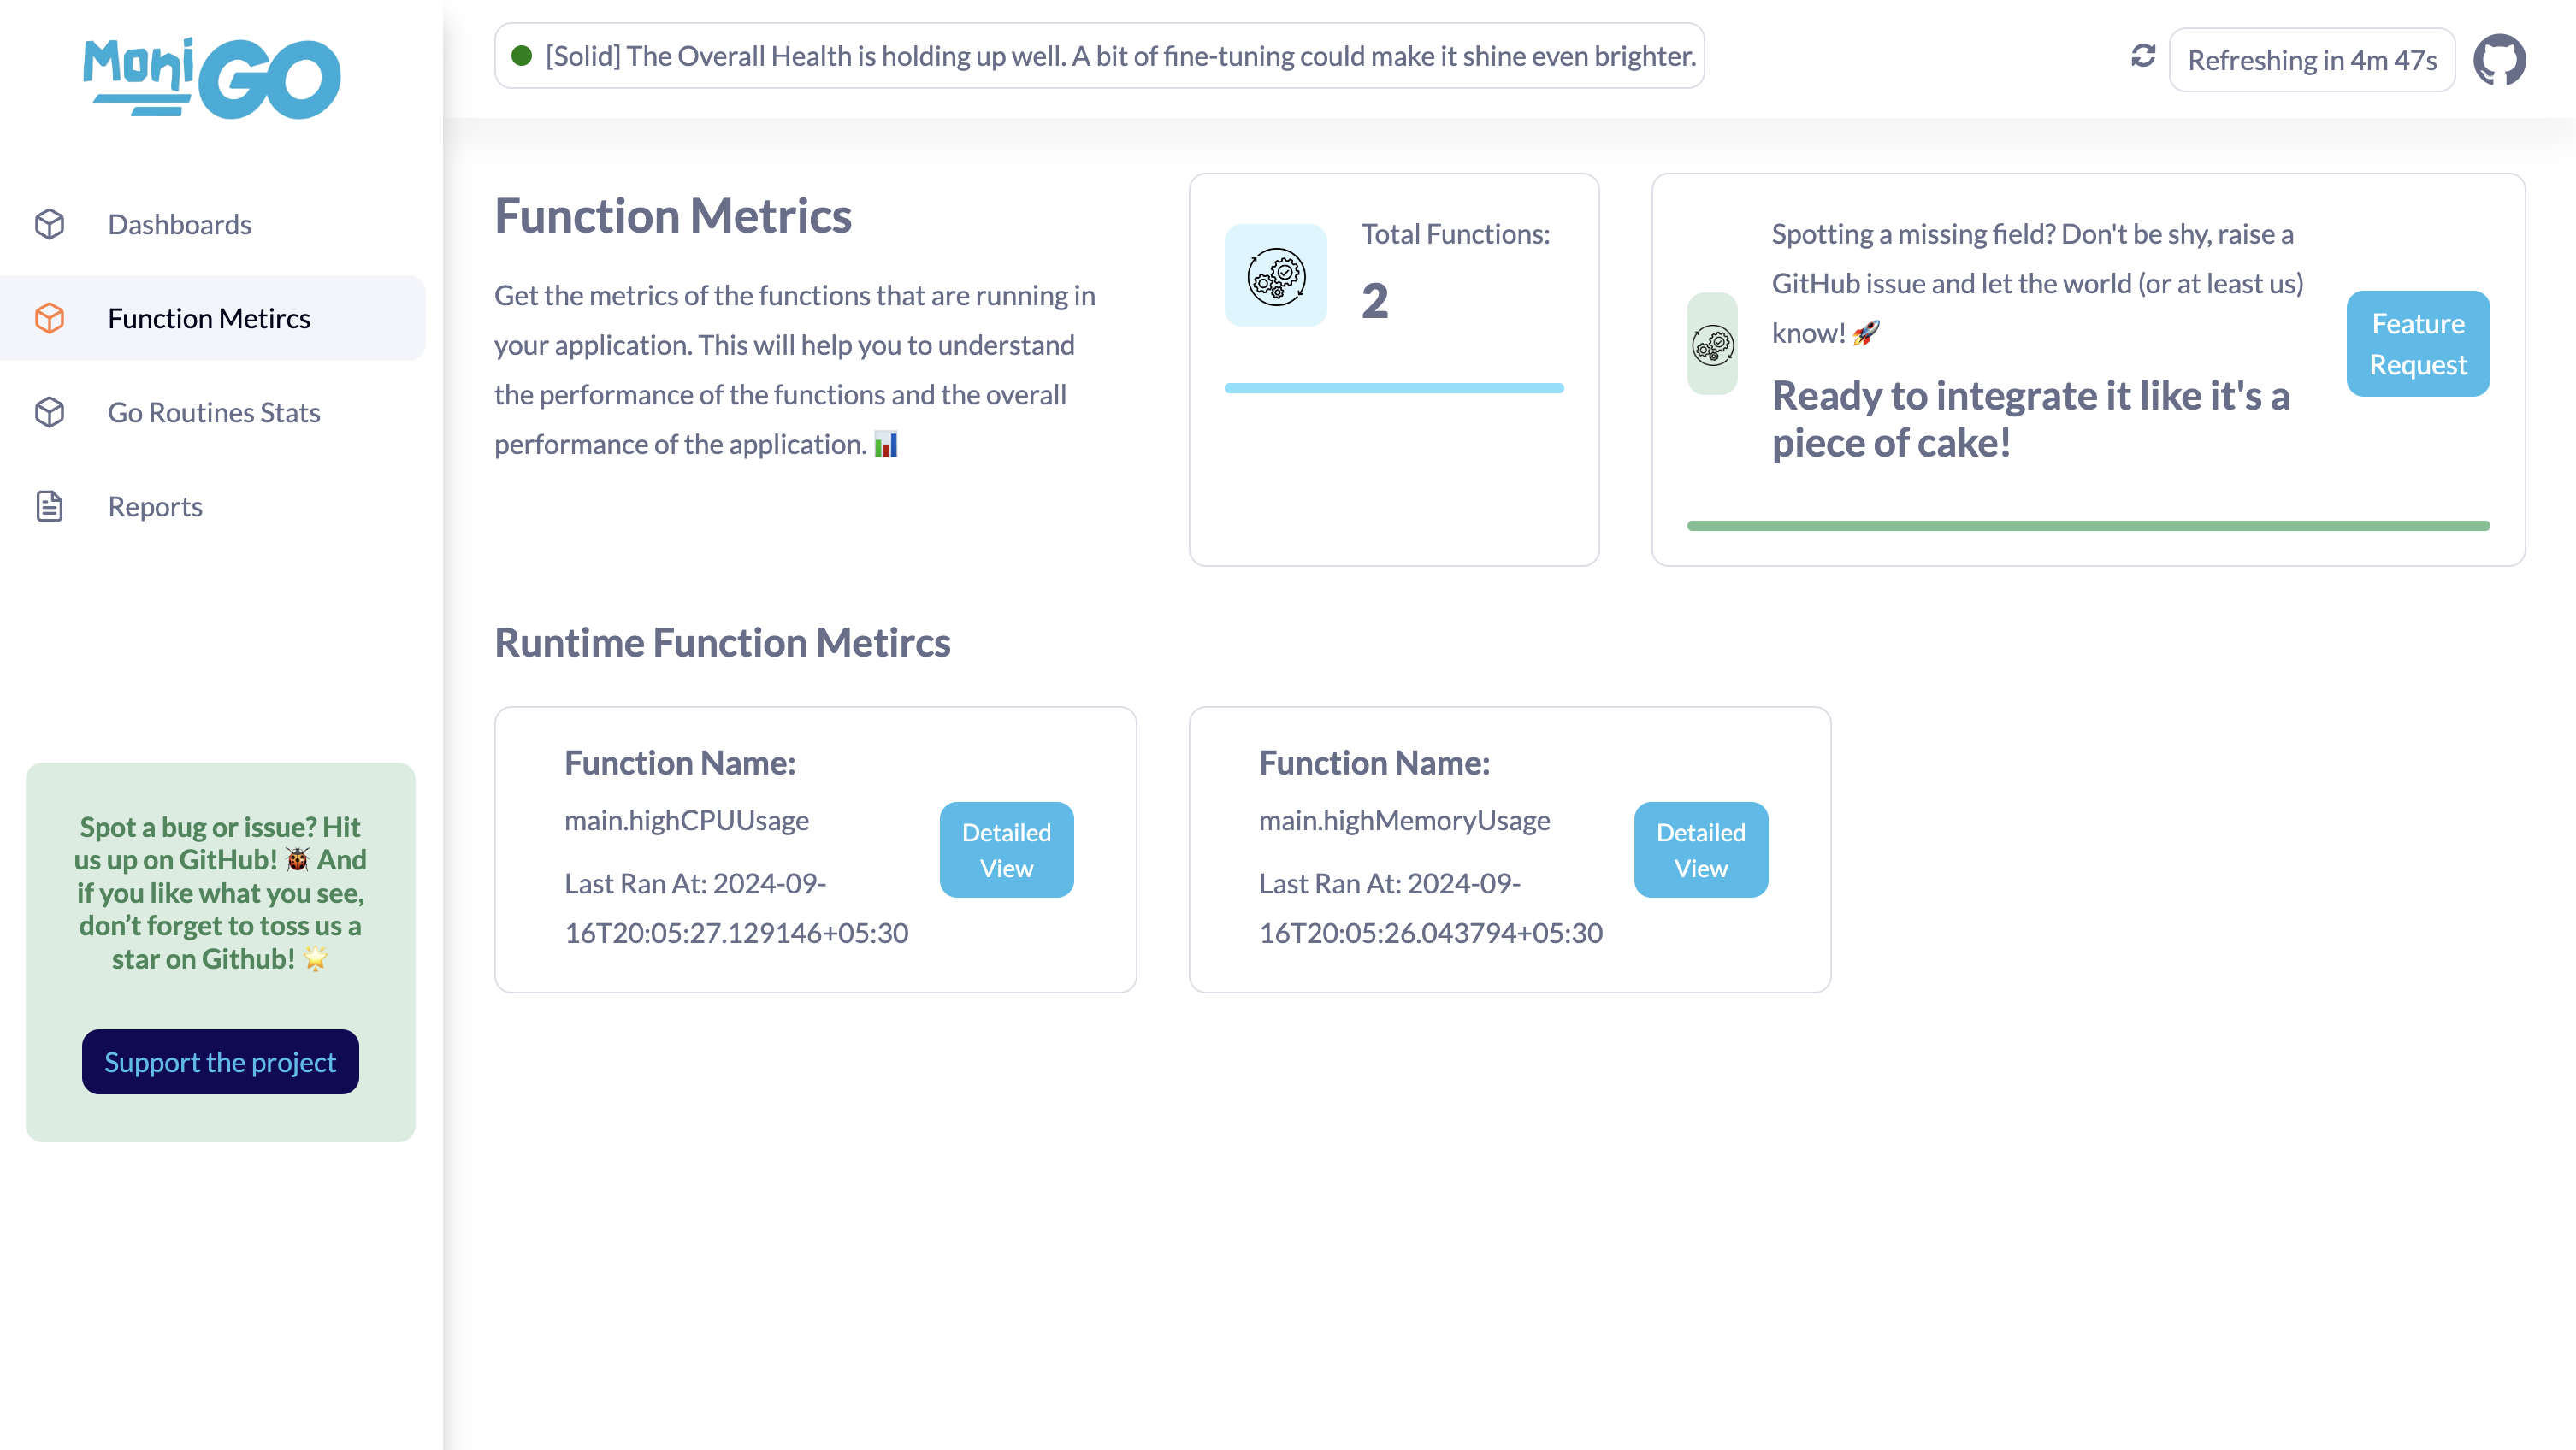 Moni GO
Dashboards
Function Metircs
Go Routines Stats
Reports
Spot a bug or issue? Hit
us up on GitHub! 🐞 And
if you like what you see,
don’t forget to toss us a
star on Github! 🌟
Support the project
[Solid] The Overall Health is holding up well. A bit of fine-tuning could make it shine even brighter.
Refreshing in 4m 47s
Function Metrics
Get the metrics of the functions that are running in
your application. This will help you to understand
the performance of the functions and the overall
performance of the application. 📊
Total Functions:
2
Spotting a missing field? Don't be shy, raise a
GitHub issue and let the world (or at least us)
know! 🚀
Ready to integrate it like it's a
piece of cake!
Feature
Request
Runtime Function Metircs
Function Name:
main.highCPUUsage
Last Ran At: 2024-09-
16T20:05:27.129146+05:30
Detailed
View
Function Name:
main.highMemoryUsage
Last Ran At: 2024-09-
16T20:05:26.043794+05:30
Detailed
View